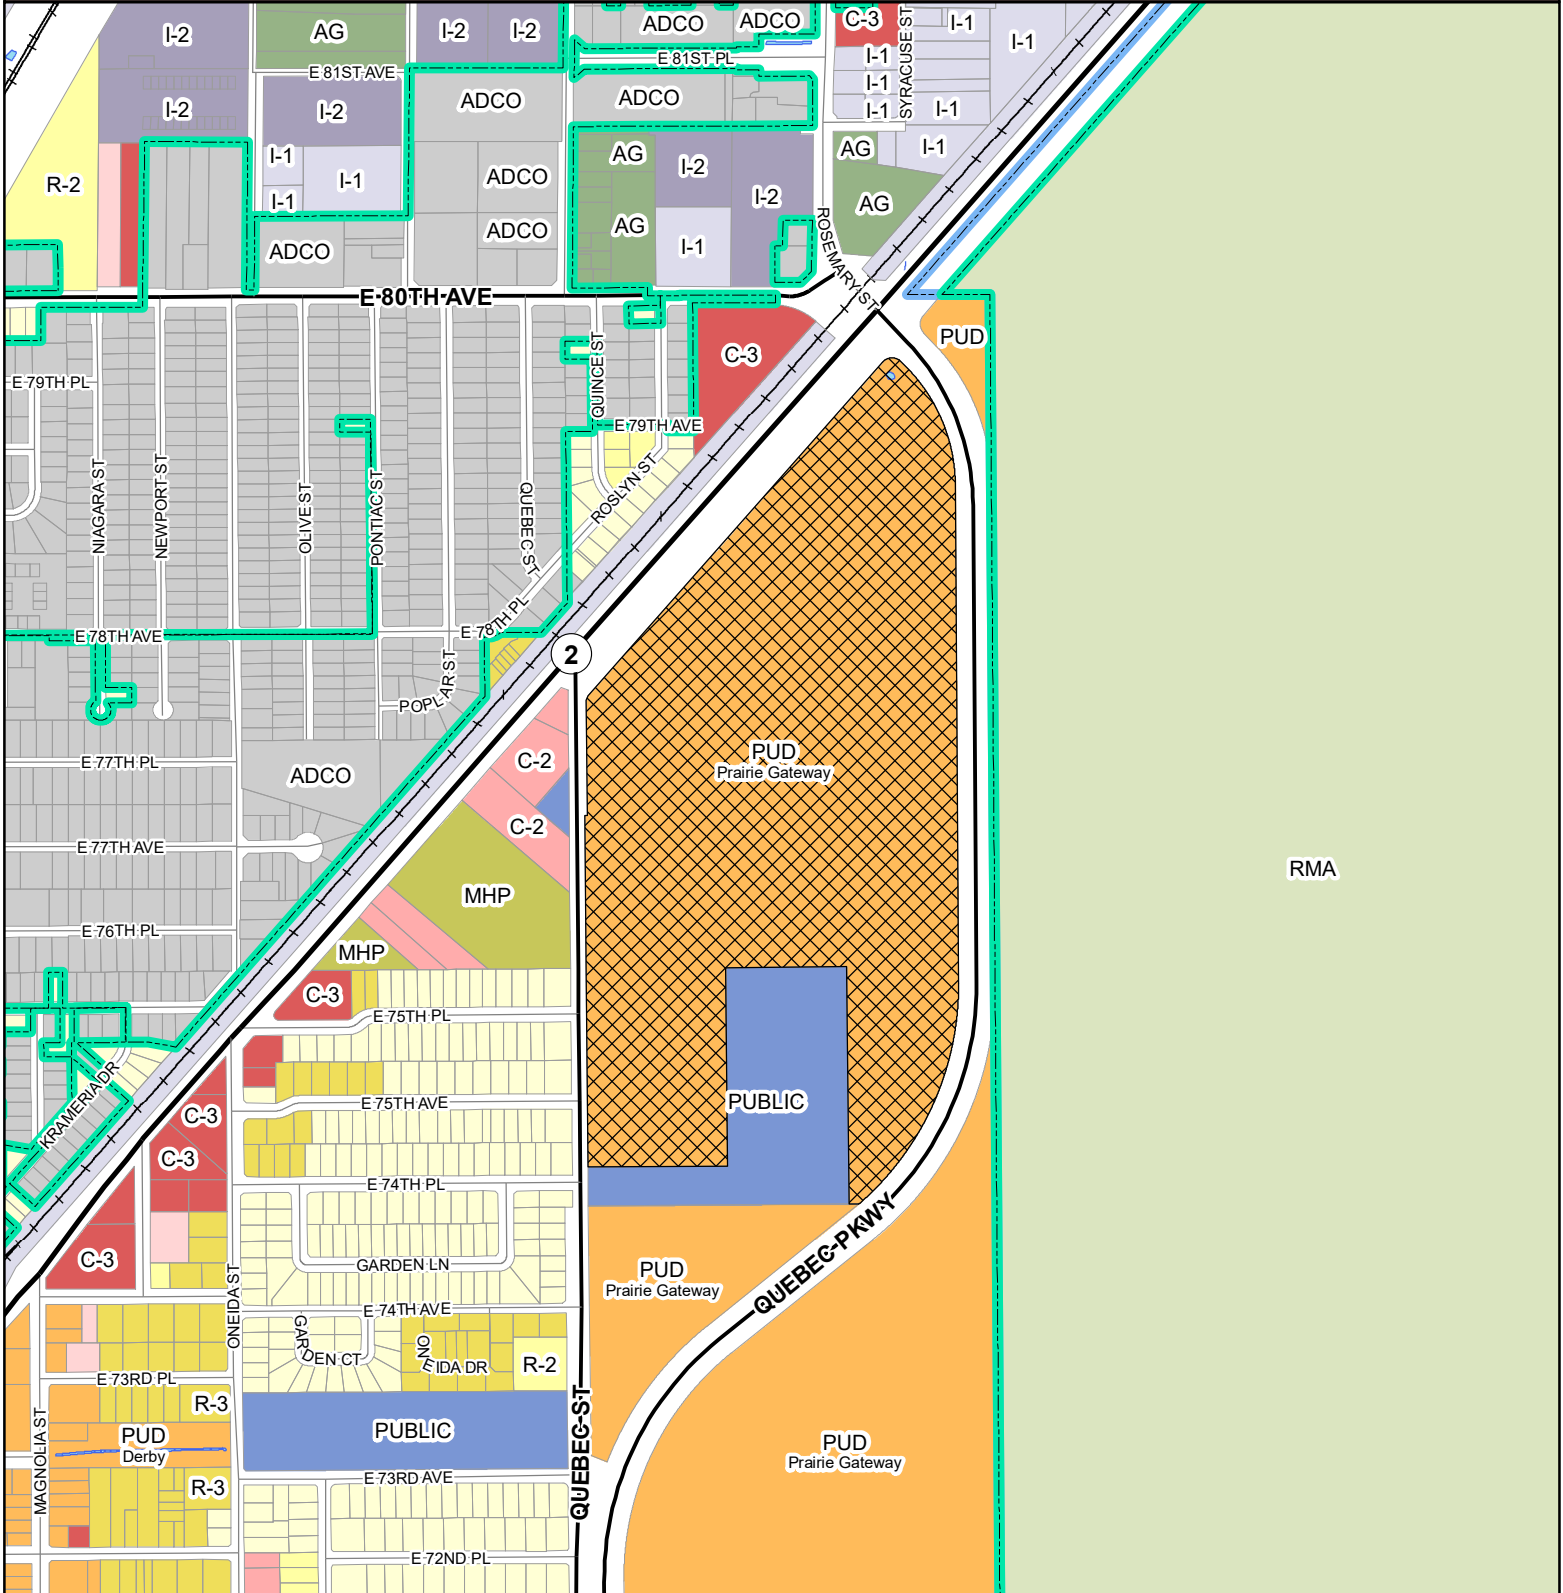 I-2
AG
I-2
I-2
ADCO
ADCO
C-3
SYRACUSE ST
I-1
I-1
I-1
E 81ST AVE
E 81ST PL
I-1
I-2
I-2
ADCO
ADCO
I-1
I-1
I-1
AG
I-2
AG
I-1
I-1
R-2
I-1
ADCO
I-2
I-1
AG
AG
I-1
ADCO
ADCO
ROSEMARY ST
E 80TH AVE
PUD
C-3
QUINCE ST
E 79TH PL
E 79TH AVE
NIAGARA ST
NEWPORT ST
OLIVE ST
PONTIAC ST
QUEBEC ST
ROSLYN ST
E 78TH AVE
E 78TH PL
2
POPLAR ST
PUD
Prairie Gateway
C-2
E 77TH PL
ADCO
C-2
E 77TH AVE
RMA
MHP
E 76TH PL
MHP
C-3
E 75TH PL
KRAMERIA DR
PUBLIC
E 75TH AVE
C-3
C-3
E 74TH PL
C-3
GARDEN LN
PUD
Prairie Gateway
QUEBEC PKWY
ONEIDA ST
E 74TH AVE
GARDEN CT
ONEIDA DR
R-2
E 73RD PL
R-3
QUEBEC ST
PUBLIC
MAGNOLIA ST
PUD
Derby
PUD
Prairie Gateway
E 73RD AVE
R-3
E 72ND PL